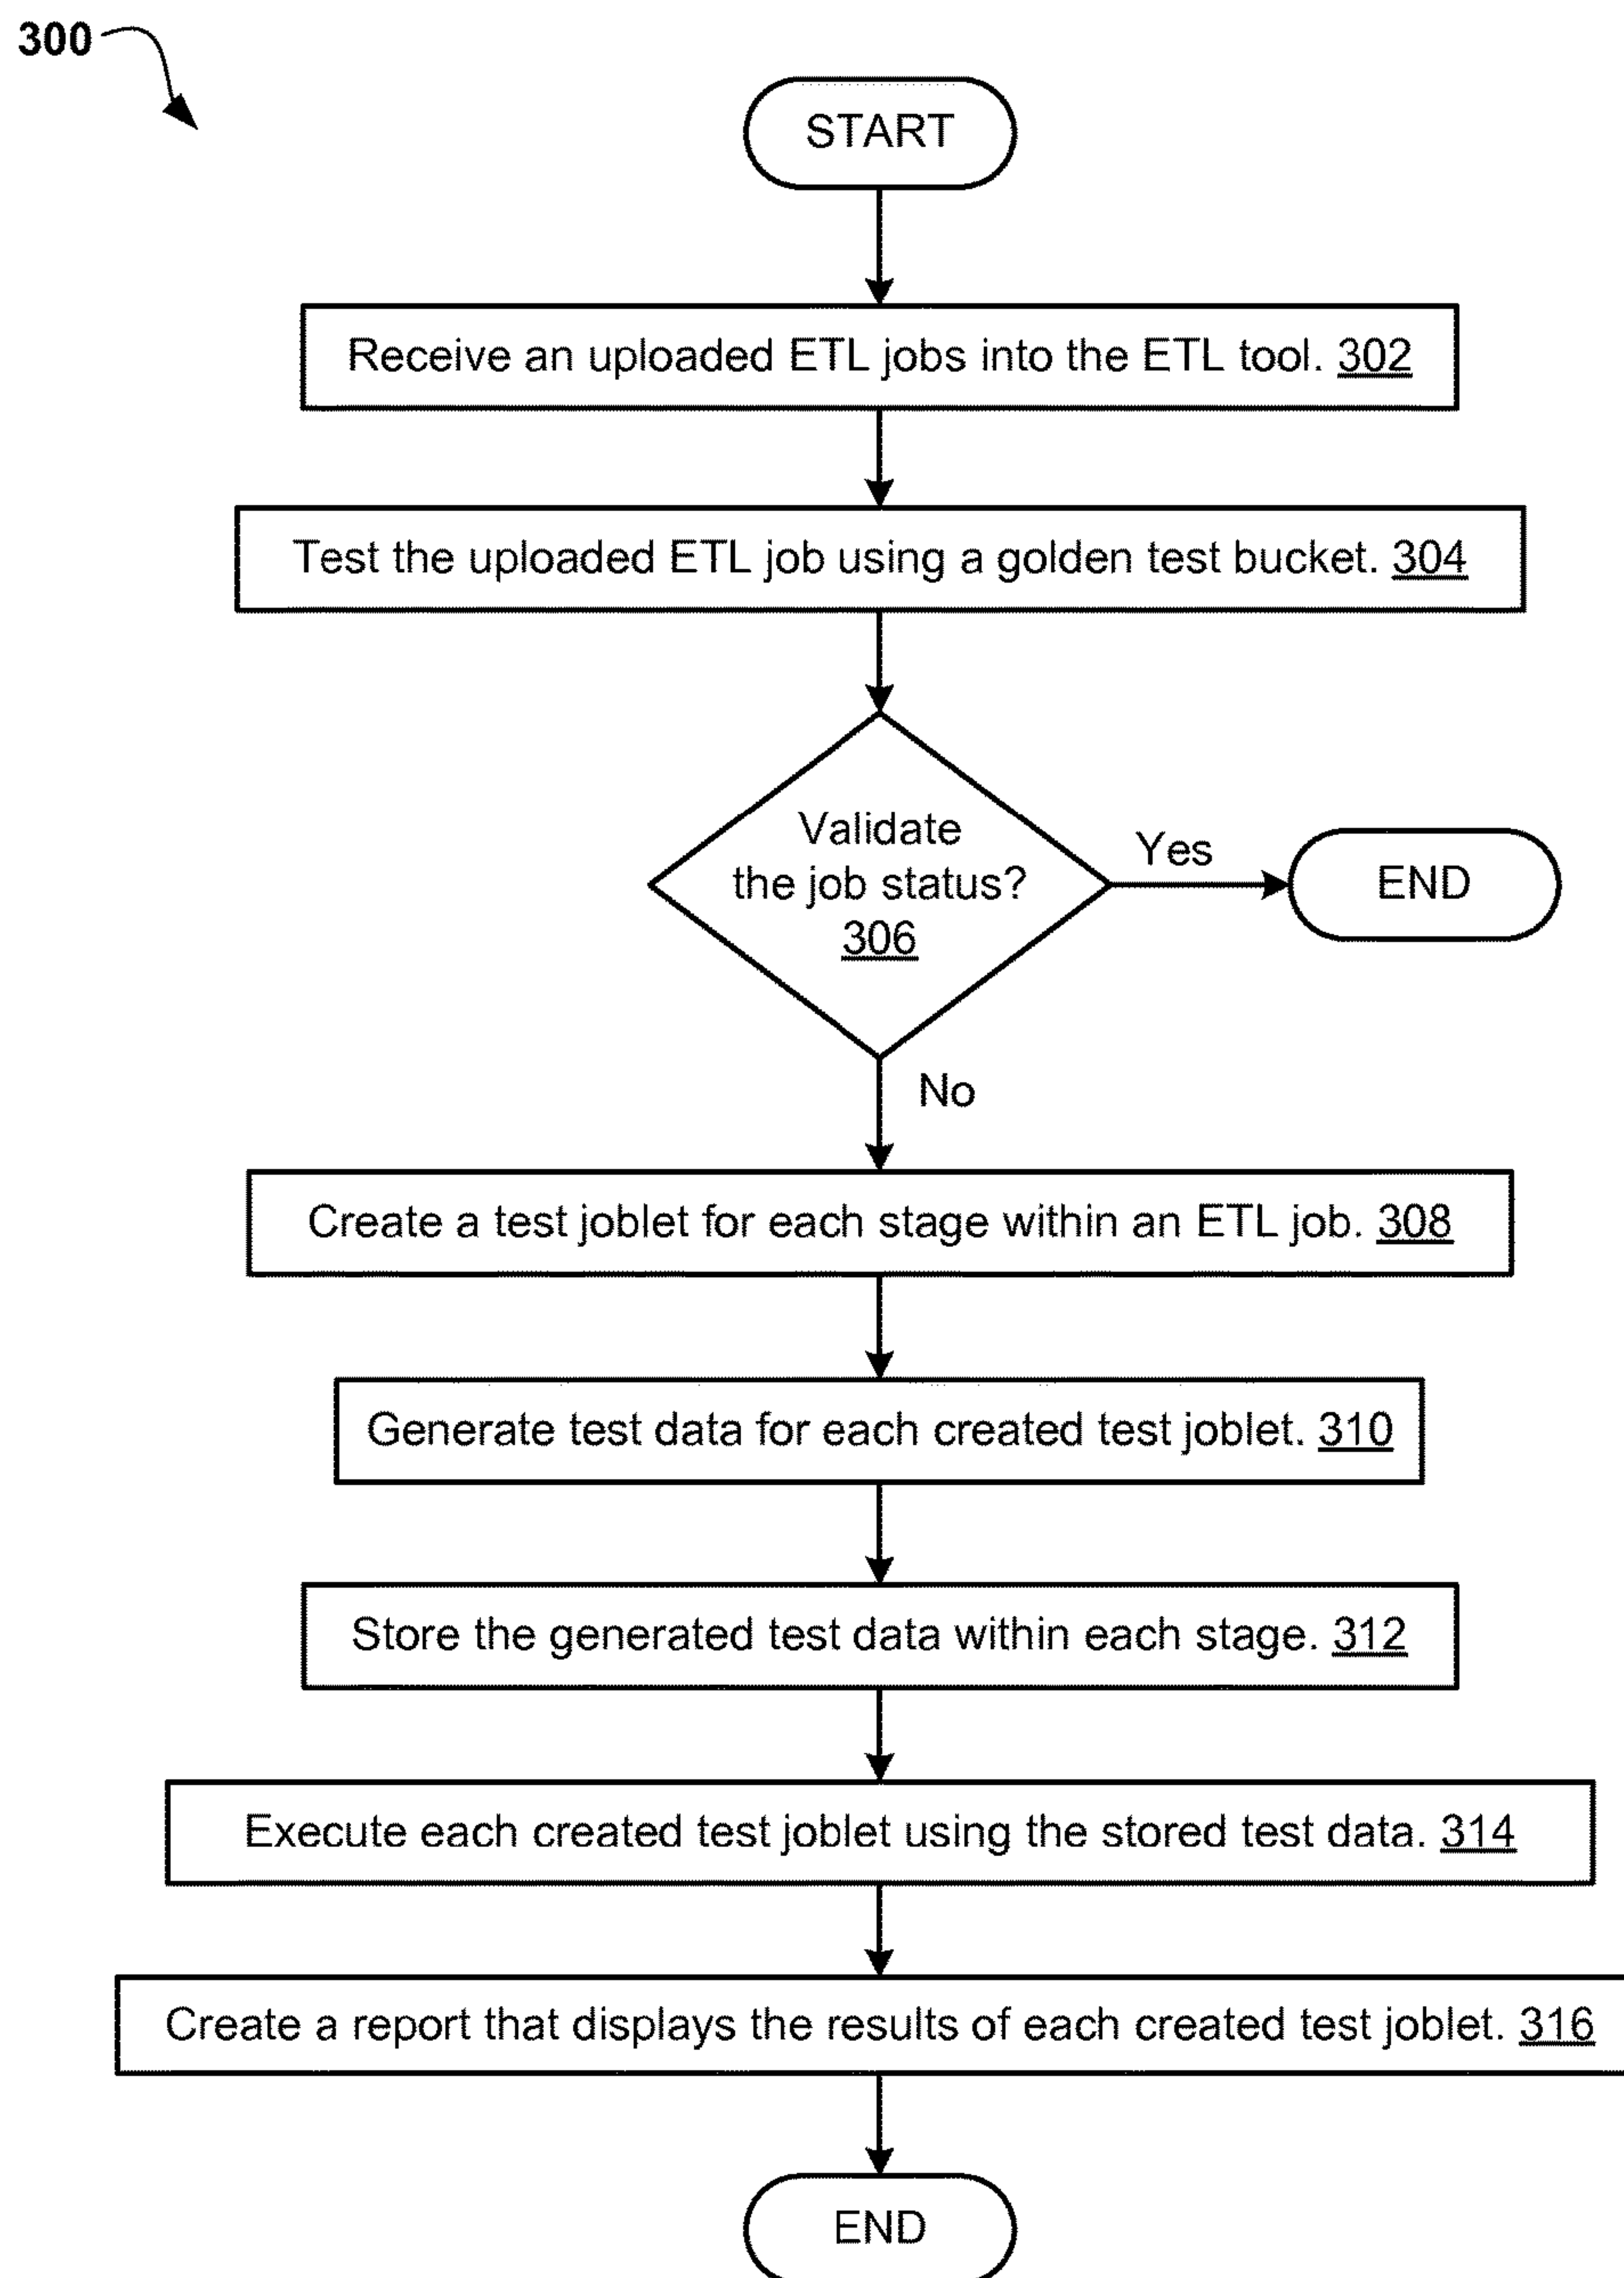 300
START
Receive an uploaded ETL jobs into the ETL tool. 302
Test the uploaded ETL job using a golden test bucket. 304
Validate
the job status?
306
Yes
END
No
Create a test joblet for each stage within an ETL job. 308
Generate test data for each created test joblet. 310
Store the generated test data within each stage. 312
Execute each created test joblet using the stored test data. 314
Create a report that displays the results of each created test joblet. 316
END